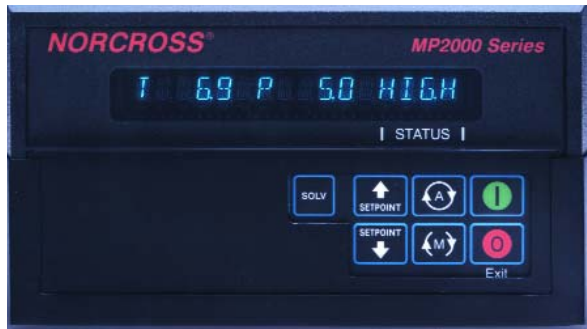 NORCROSS® MP2000 Series
T 6.9 P 5.0 HIGH
| STATUS |
SOLV SETPOINT A
SETPOINT M O
Exit